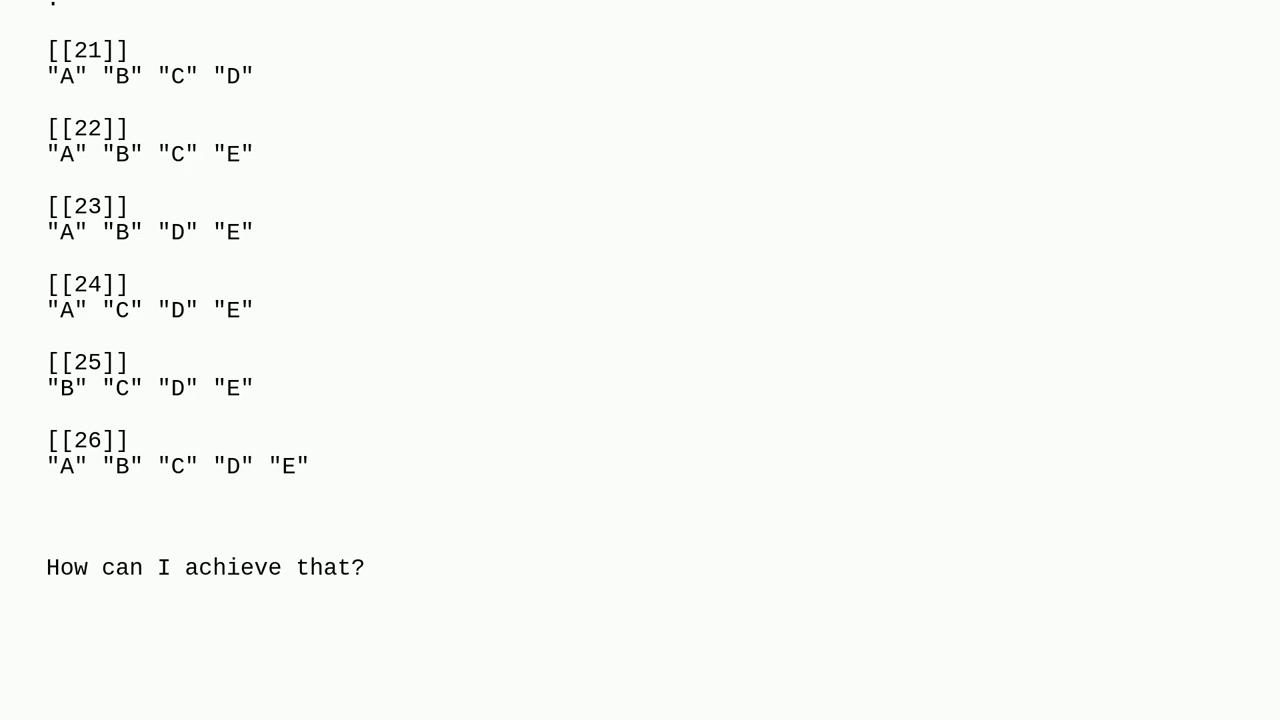 .
[[21]]
"A" "B" "C" "D"
[[22]]
"A" "B" "C" "E"
[[23]]
"A" "B" "D" "E"
[[24]]
"A" "C" "D" "E"
[[25]]
"B" "C" "D" "E"
[[26]]
"A" "B" "C" "D" "E"
How can I achieve that?